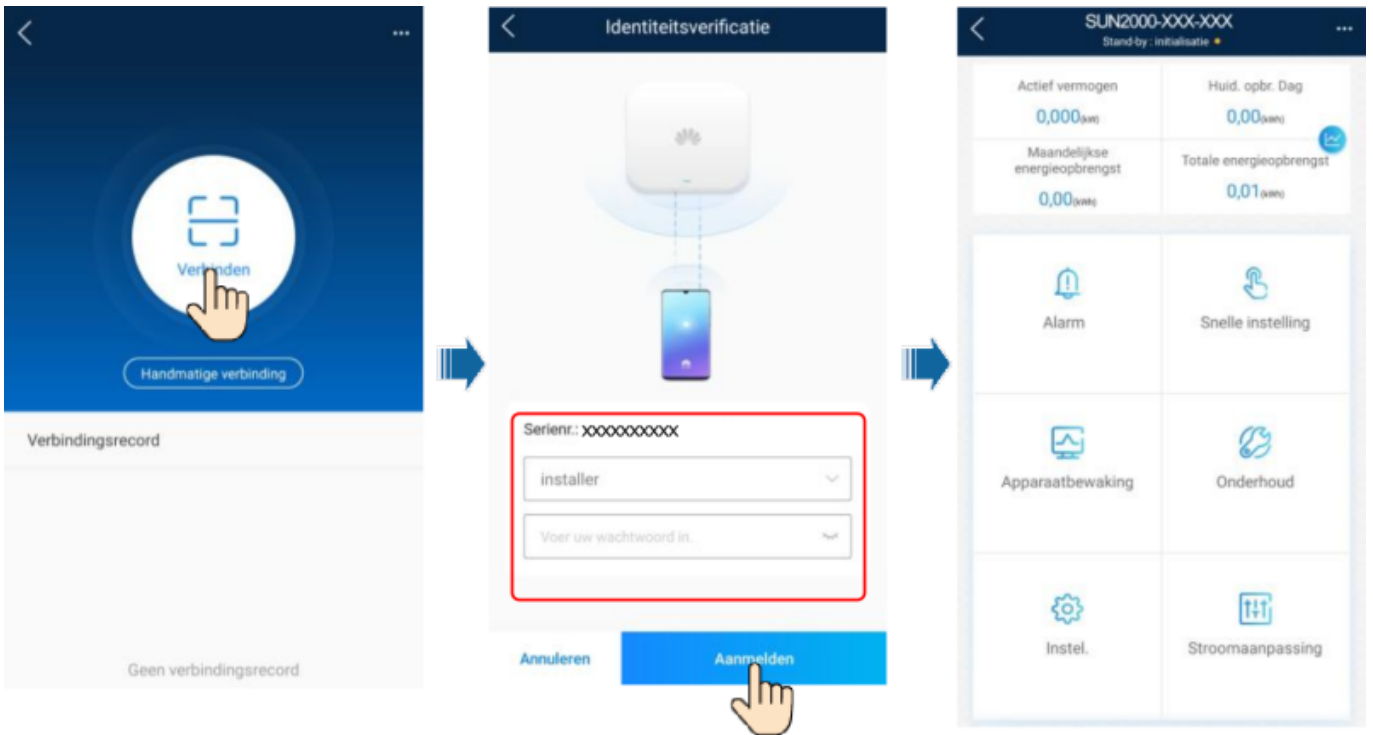 Verbinden
Handmatige verbinding
Verbindingsrecord
Geen verbindingsrecord
Identiteitsverificatie
Serienr.: XXXXXXXXXX
installer
Voer uw wachtwoord in.
Annuleren
Aanmelden
SUN2000-XXX-XXX
Stand-by : initialisatie
Actief vermogen
0,000(kW)
Huid. opbr. Dag
0,00(kWh)
Maandelijkse
energieopbrengst
0,00(kWh)
Totale energieopbrengst
0,01(kWh)
Alarm
Snelle instelling
Apparaatbewaking
Onderhoud
Instel.
Stroomaanpassing